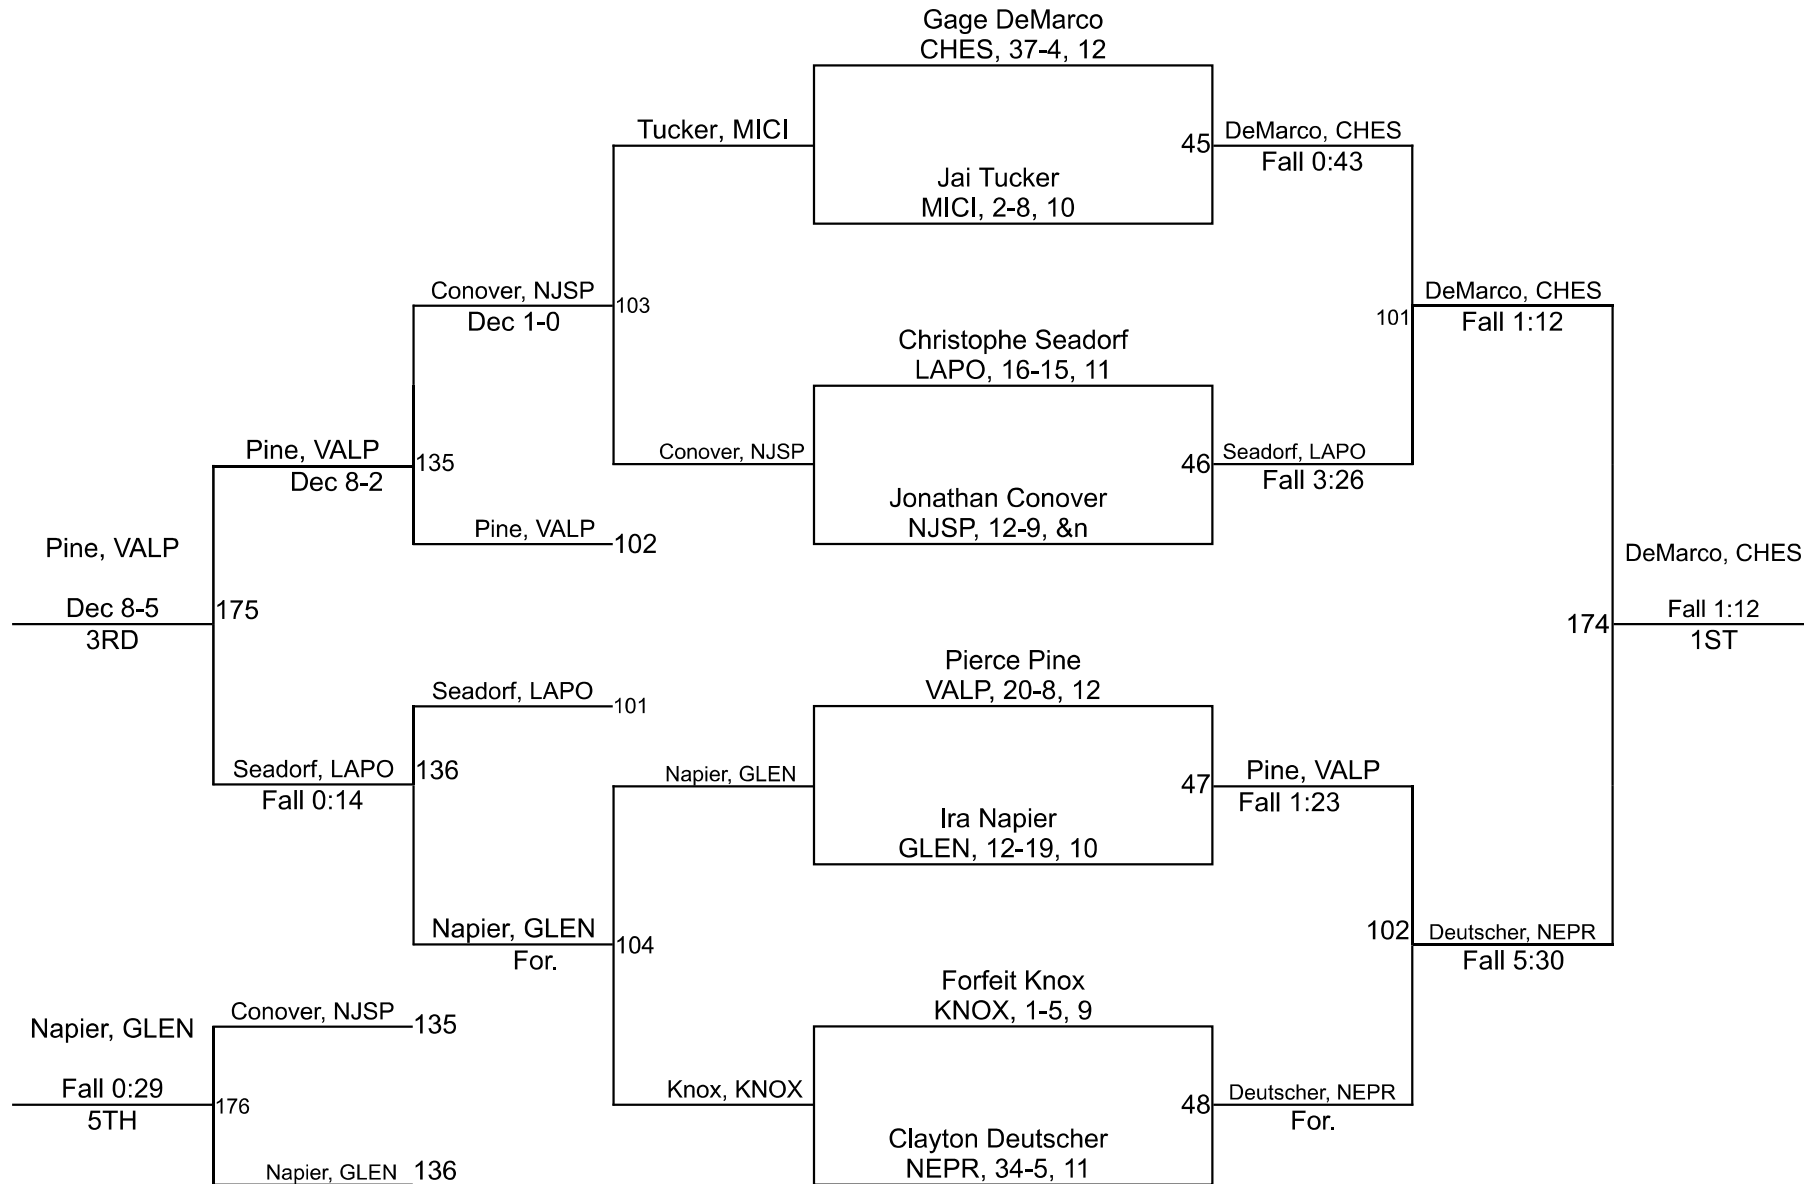 Gage DeMarco
CHES, 37-4, 12
Tucker, MICI
45
DeMarco, CHES
Fall 0:43
Jai Tucker
MICI, 2-8, 10
Conover, NJSP
Dec 1-0
103
DeMarco, CHES
Fall 1:12
101
Christophe Seadorf
LAPO, 16-15, 11
Pine, VALP
Dec 8-2
135
Conover, NJSP
46
Seadorf, LAPO
Fall 3:26
Jonathan Conover
NJSP, 12-9, &n
Pine, VALP
102
Pine, VALP
Dec 8-5
3RD
175
DeMarco, CHES
Fall 1:12
1ST
174
Pierce Pine
VALP, 20-8, 12
Seadorf, LAPO
101
Seadorf, LAPO
Fall 0:14
136
Napier, GLEN
47
Pine, VALP
Fall 1:23
Ira Napier
GLEN, 12-19, 10
Napier, GLEN
For.
104
102
Deutscher, NEPR
Fall 5:30
Forfeit Knox
KNOX, 1-5, 9
Conover, NJSP
135
Napier, GLEN
Fall 0:29
5TH
176
Knox, KNOX
48
Deutscher, NEPR
For.
Clayton Deutscher
NEPR, 34-5, 11
Napier, GLEN
136